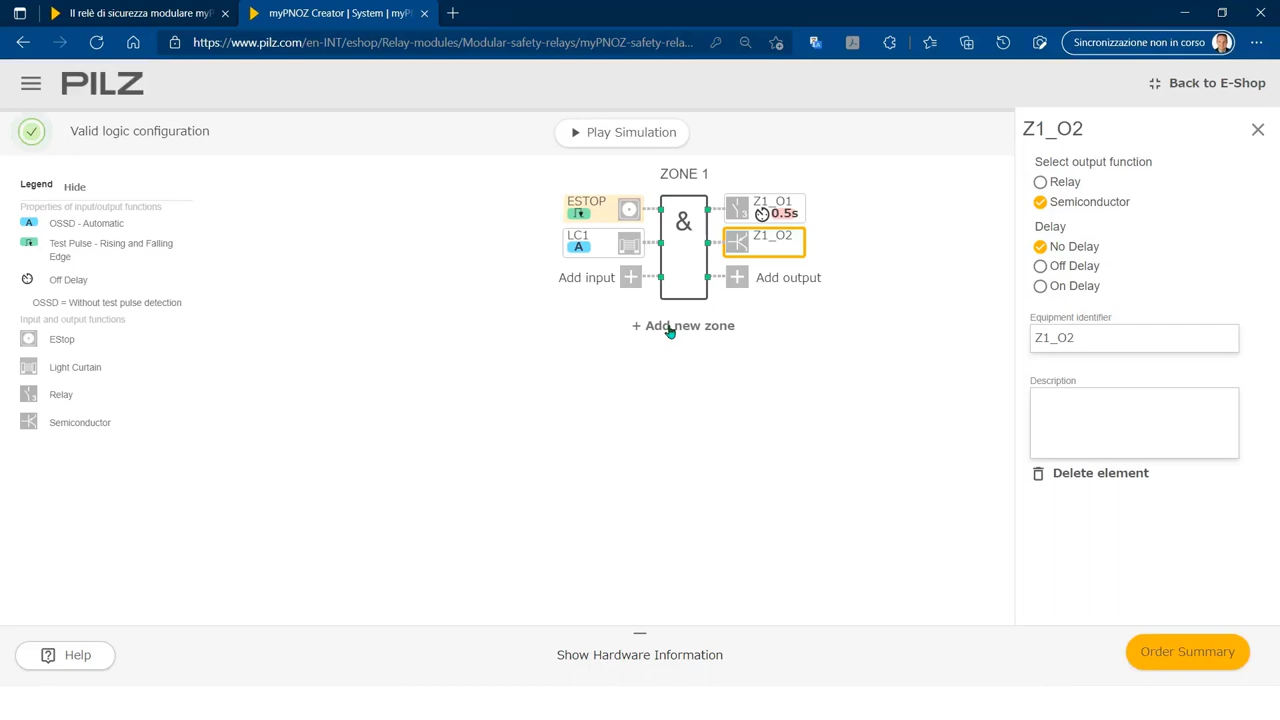 Il relè di sicurezza modulare myP
myPNOZ Creator | System | myP
https://www.pilz.com/en-INT/eshop/Relay-modules/Modular-safety-relays/myPNOZ-safety-rela...
Sincronizzazione non in corso
PILZ
Back to E-Shop
Valid logic configuration
Play Simulation
Legend
Hide
Properties of input/output functions
A
OSSD - Automatic
Test Pulse - Rising and Falling
Edge
Off Delay
OSSD = Without test pulse detection
Input and output functions
EStop
Light Curtain
3
Relay
Semiconductor
ZONE 1
ESTOP
&
Z1_O1
3
0.5s
LC1
A
Z1_O2
Add input
Add output
+ Add new zone
Z1_O2
Select output function
Relay
Semiconductor
Delay
No Delay
Off Delay
On Delay
Equipment identifier
Z1_O2
Description
Delete element
Help
Show Hardware Information
Order Summary